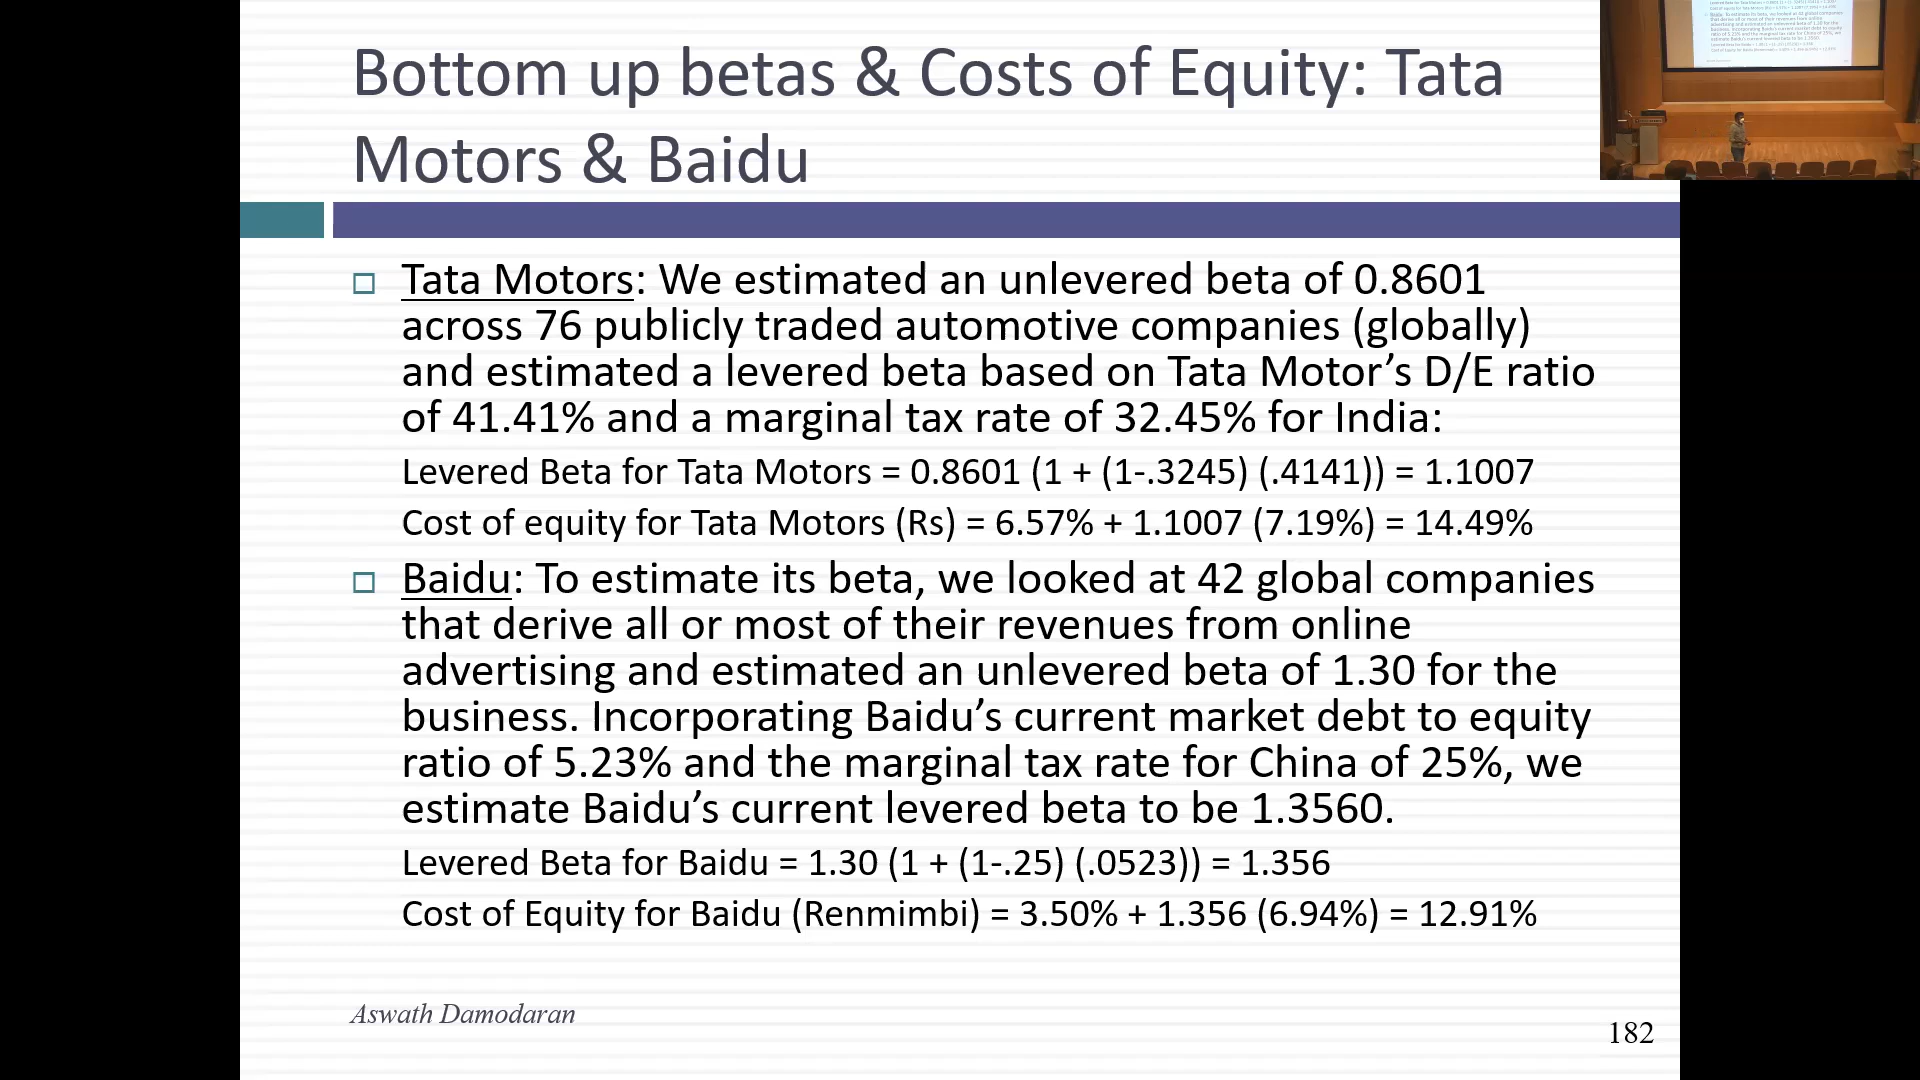 Bottom up betas & Costs of Equity: Tata
Motors & Baidu
Tata Motors: We estimated an unlevered beta of 0.8601
across 76 publicly traded automotive companies (globally)
and estimated a levered beta based on Tata Motor’s D/E ratio
of 41.41% and a marginal tax rate of 32.45% for India:
Levered Beta for Tata Motors = 0.8601 (1 + (1-.3245) (.4141)) = 1.1007
Cost of equity for Tata Motors (Rs) = 6.57% + 1.1007 (7.19%) = 14.49%
Baidu: To estimate its beta, we looked at 42 global companies
that derive all or most of their revenues from online
advertising and estimated an unlevered beta of 1.30 for the
business. Incorporating Baidu’s current market debt to equity
ratio of 5.23% and the marginal tax rate for China of 25%, we
estimate Baidu’s current levered beta to be 1.3560.
Levered Beta for Baidu = 1.30 (1 + (1-.25) (.0523)) = 1.356
Cost of Equity for Baidu (Renmimbi) = 3.50% + 1.356 (6.94%) = 12.91%
Aswath Damodaran
182